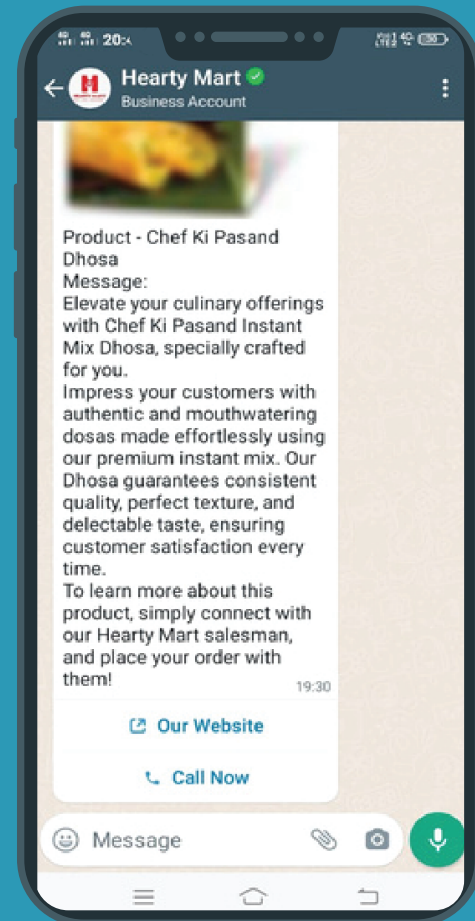 Hearty Mart
Business Account
Product - Chef Ki Pasand
Dhosa
Message:
Elevate your culinary offerings
with Chef Ki Pasand Instant
Mix Dhosa, specially crafted
for you.
Impress your customers with
authentic and mouthwatering
dosas made effortlessly using
our premium instant mix. Our
Dhosa guarantees consistent
quality, perfect texture, and
delectable taste, ensuring
customer satisfaction every
time.
To learn more about this
product, simply connect with
our Hearty Mart salesman,
and place your order with
them!
19:30
Our Website
Call Now
Message